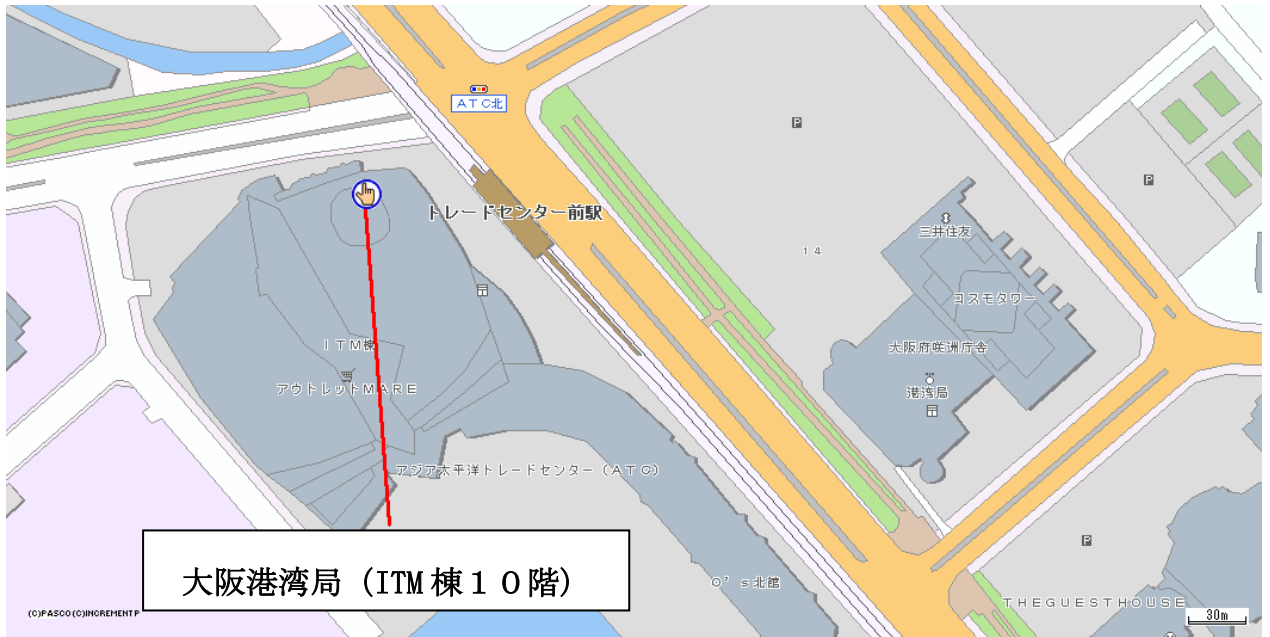 ATC北
P
P
トレードセンター前駅
三井住友
14
コスモタワー
ITM棟
大阪府咲洲庁舎
アウトレットMARE
港湾局
アジア太平洋トレードセンター(ATC)
P
大阪港湾局(ITM棟10階)
O's北館
THEGUESTHOUSE
(C)PASCO(C)INCREMENT P
30m